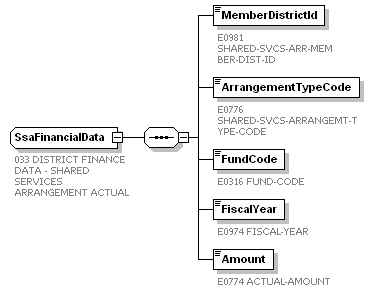 MemberDistrictId
E0981
SHARED-SVCS-ARR-MEM
BER-DIST-ID
ArrangementTypeCode
E0776
SHARED-SVCS-ARRANGEMT-T
YPE-CODE
SsaFinancialData
033 DISTRICT FINANCE
DATA - SHARED
SERVICES
ARRANGEMENT ACTUAL
FundCode
E0316 FUND-CODE
FiscalYear
E0974 FISCAL-YEAR
Amount
E0774 ACTUAL-AMOUNT